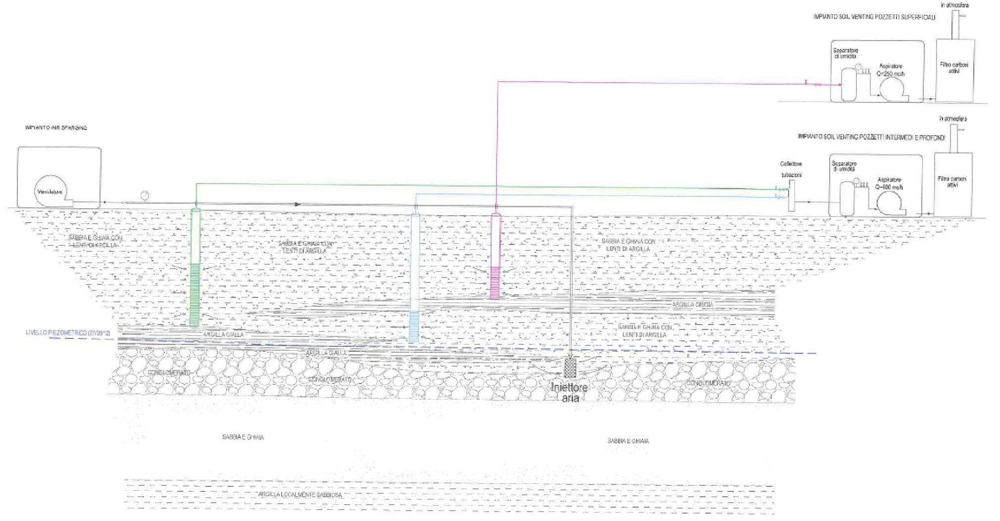 in atmosfera
IMPIANTO SOIL VENTING POZZETTI SUPERFICIALI
Separatore
di umidità
Aspiratore
Q=250 mc/h
Filtro carboni
attivi
in atmosfera
IMPIANTO SOIL VENTING POZZETTI INTERMEDI E PROFONDI
IMPIANTO AIR SPARGING
Ventilatore
Collettore
tubazioni
Separatore
di umidità
Aspiratore
Q=600 mc/h
Filtro carboni
attivi
SABBIA E GHIAIA CON
LENTI DI ARGILLA
SABBIA E GHIAIA CON
LENTI DI ARGILLA
SABBIA E GHIAIA CON
LENTI DI ARGILLA
ARGILLA GRIGIA
SABBIA E GHIAIA CON
LENTI DI ARGILLA
LIVELLO PIEZOMETRICO (27/09/12)
ARGILLA GIALLA
ARGILLA GIALLA
CONGLOMERATO
CONGLOMERATO
CONGLOMERATO
Iniettore
aria
SABBIA E GHIAIA
SABBIA E GHIAIA
ARGILLA LOCALMENTE SABBIOSA